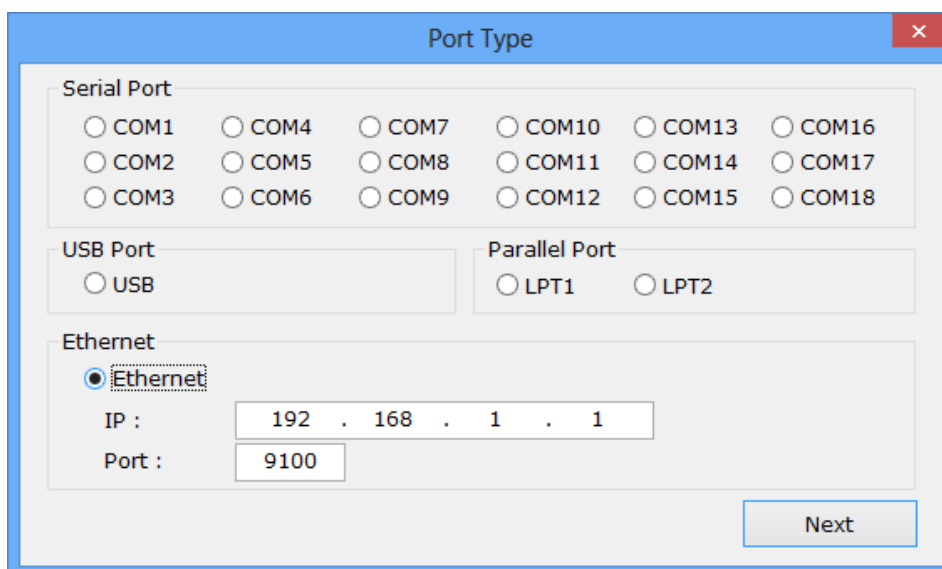 Port Type
Serial Port
COM1 COM4 COM7 COM10 COM13 COM16
COM2 COM5 COM8 COM11 COM14 COM17
COM3 COM6 COM9 COM12 COM15 COM18
USB Port Parallel Port
USB LPT1 LPT2
Ethernet
Ethernet
IP : 192 . 168 . 1 . 1
Port : 9100
Next